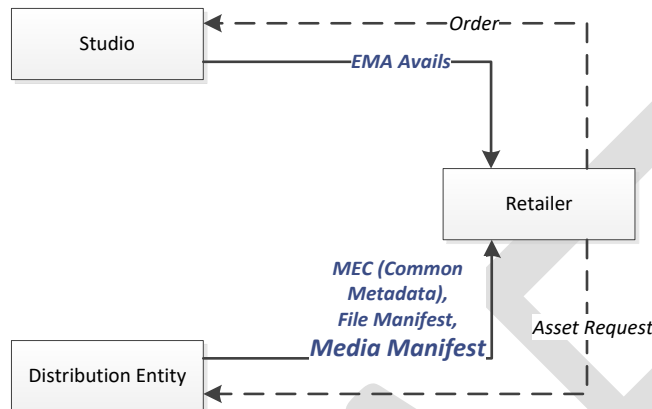 Studio
Order
EMA Avails
Retailer
MEC (Common
Metadata),
File Manifest,
Media Manifest
Asset Request
Distribution Entity